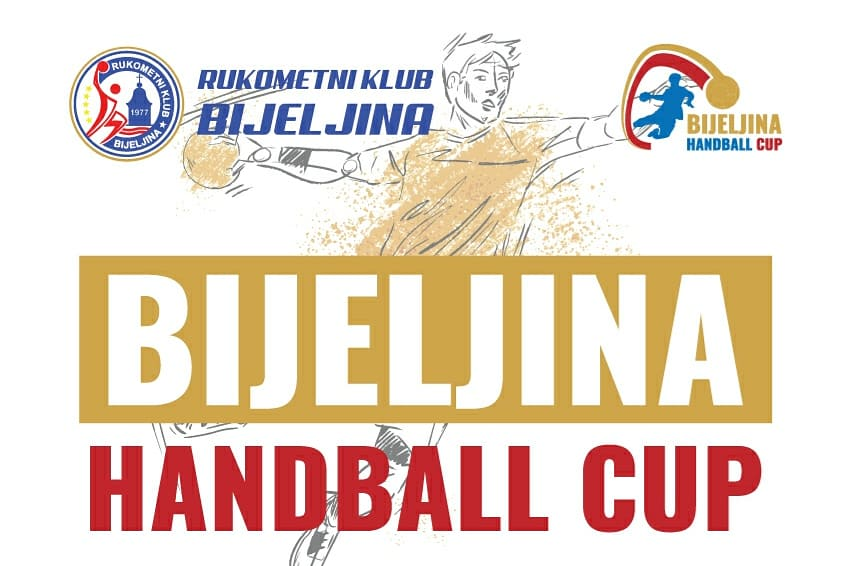 RUKOMETNI KLUB
1977
BIJELJINA
RUKOMETNI KLUB
BIJELJINA
BIJELJINA
HANDBALL CUP
BIJELJINA
HANDBALL CUP